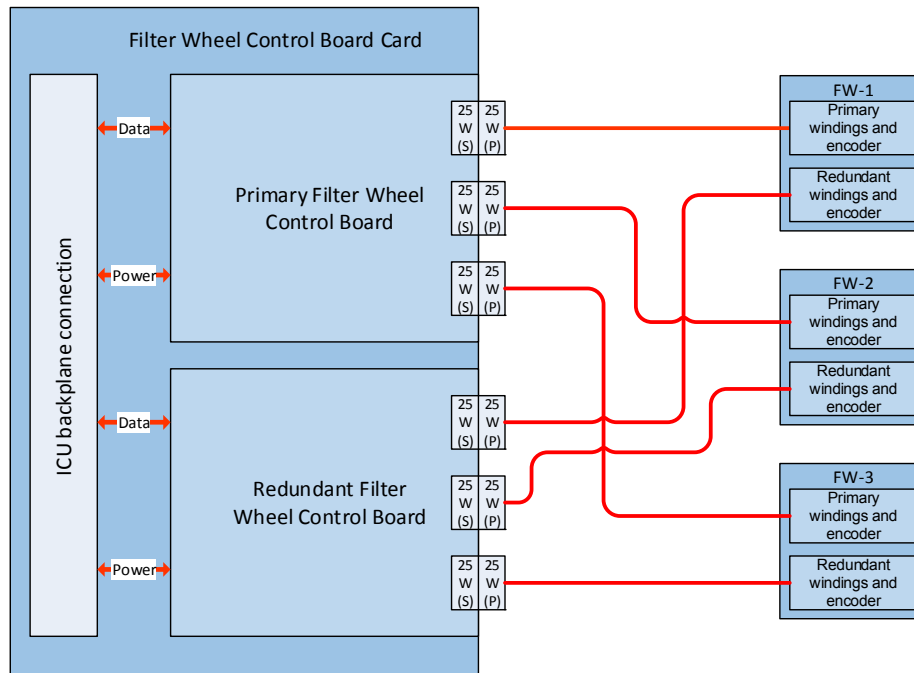 Filter Wheel Control Board Card
ICU backplane connection
Data
Power
Data
Power
Primary Filter Wheel
Control Board
25 25
W W
(S) (P)
25 25
W W
(S) (P)
25 25
W W
(S) (P)
Redundant Filter
Wheel Control Board
25 25
W W
(S) (P)
25 25
W W
(S) (P)
25 25
W W
(S) (P)
FW-1
Primary
windings and
encoder
Redundant
windings and
encoder
FW-2
Primary
windings and
encoder
Redundant
windings and
encoder
FW-3
Primary
windings and
encoder
Redundant
windings and
encoder